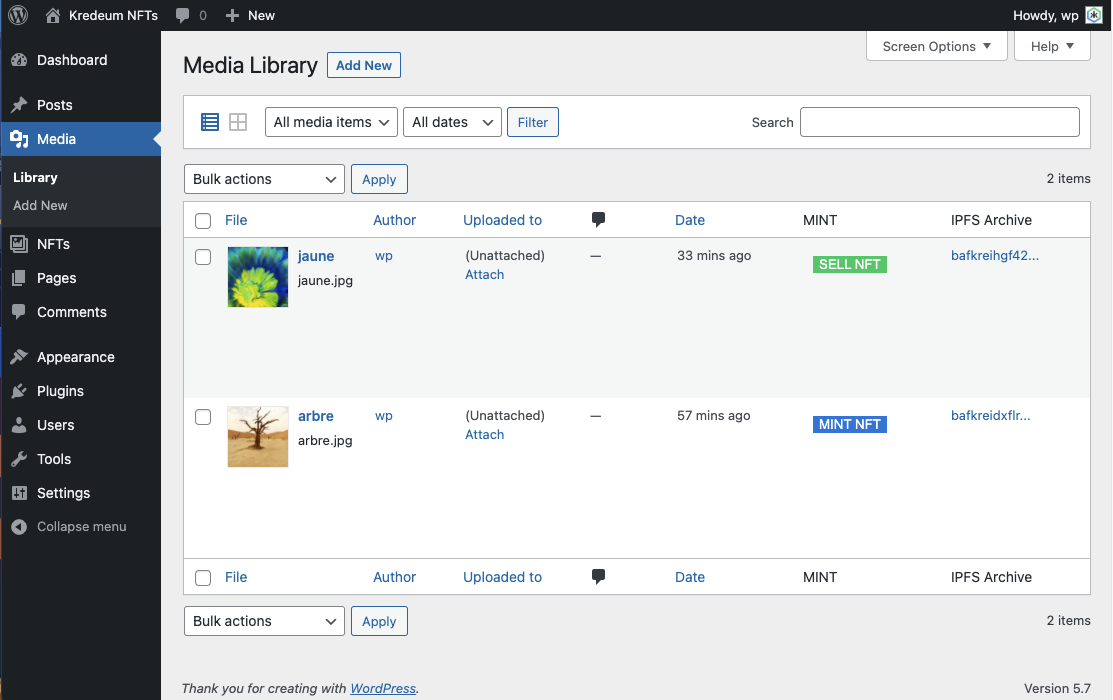 Kredeum NFTs 0 New Howdy, wp
Screen Options Help
Dashboard
Posts
Media
Library
Add New
NFTs
Pages
Comments
Appearance
Plugins
Users
Tools
Settings
Collapse menu
Media Library Add New
All media items All dates Filter Search
Bulk actions Apply 2 items
File Author Uploaded to Date MINT IPFS Archive
jaune wp (Unattached) — 33 mins ago SELL NFT bafkreihgf42...
jaune.jpg Attach
arbre wp (Unattached) — 57 mins ago MINT NFT bafkreidxflr...
arbre.jpg Attach
File Author Uploaded to Date MINT IPFS Archive
Bulk actions Apply 2 items
Thank you for creating with WordPress. Version 5.7